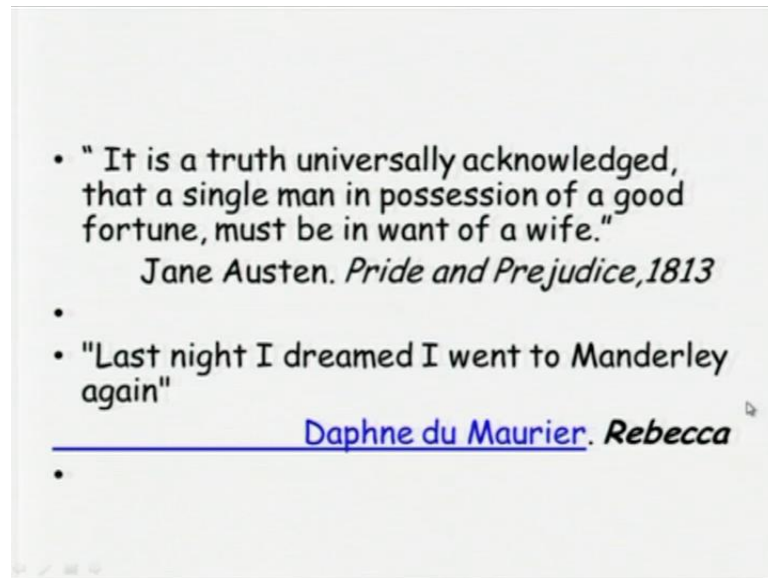 • “ It is a truth universally acknowledged,
that a single man in possession of a good
fortune, must be in want of a wife.”
Jane Austen. Pride and Prejudice,1813
•
• "Last night I dreamed I went to Manderley
again"
Daphne du Maurier. Rebecca
•